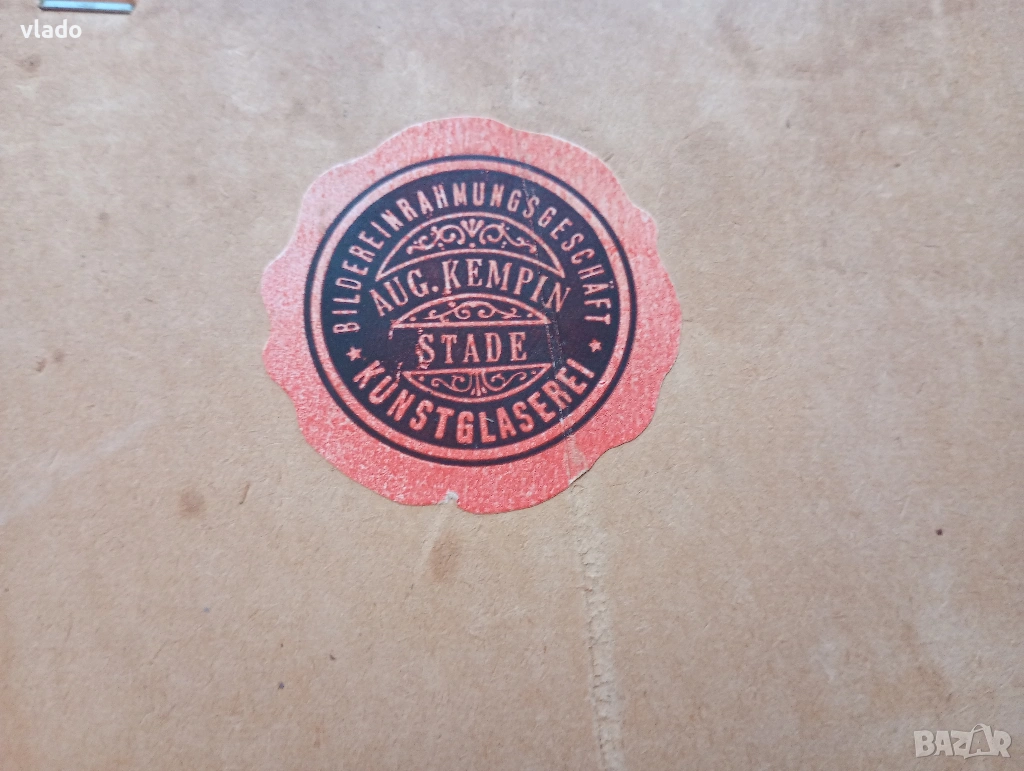 vlado
BILDEREINRAHMUNGSGESCHÄFT
AUG. KEMPIN
STADE
★ KUNSTGLASEREI ★
BAZAR